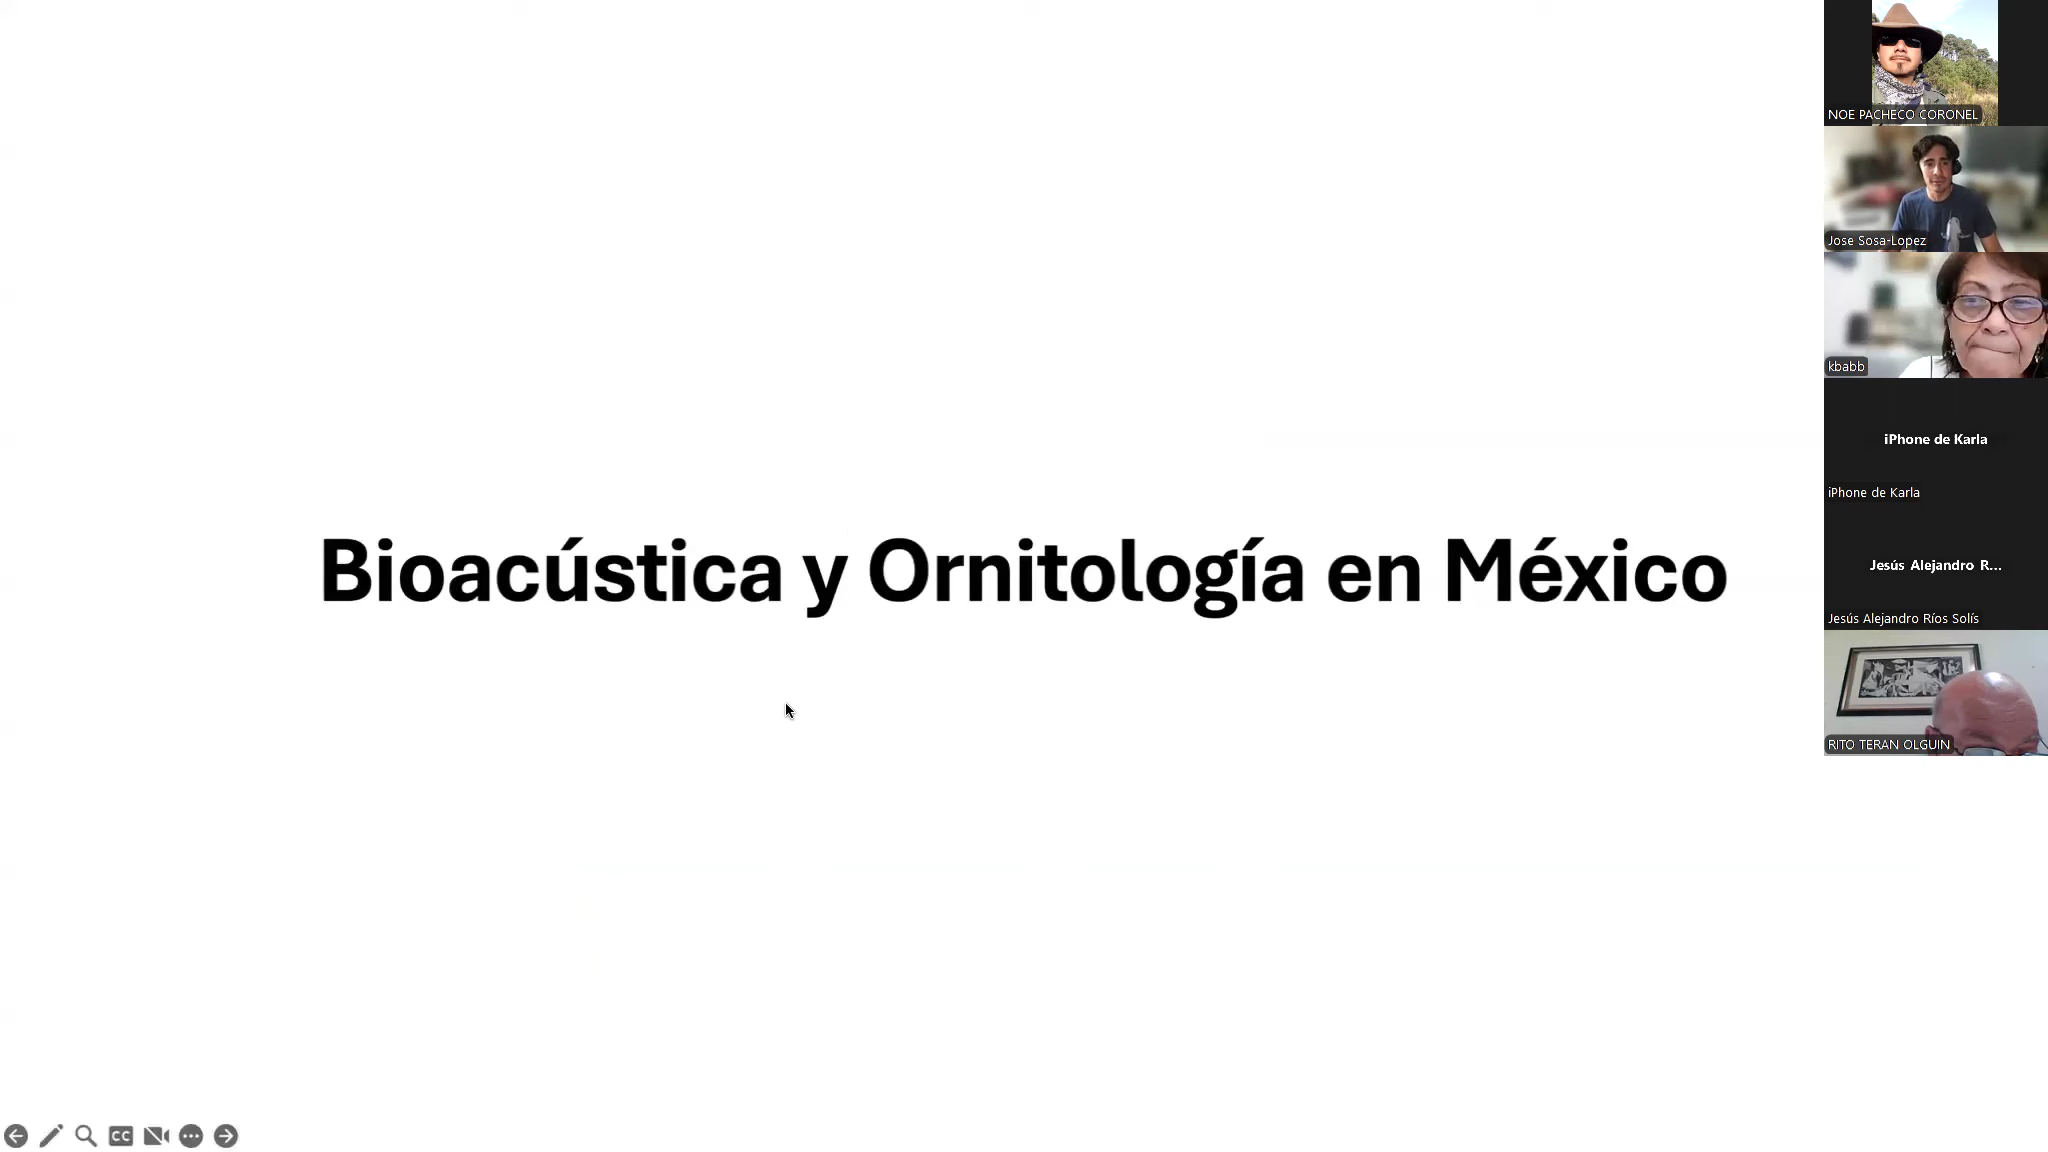 Bioacústica y Ornitología en México
NOE PACHECO CORONEL
Jose Sosa-Lopez
kbabb
iPhone de Karla
iPhone de Karla
Jesús Alejandro R...
Jesús Alejandro Ríos Solís
RITO TERAN OLGUIN
CC